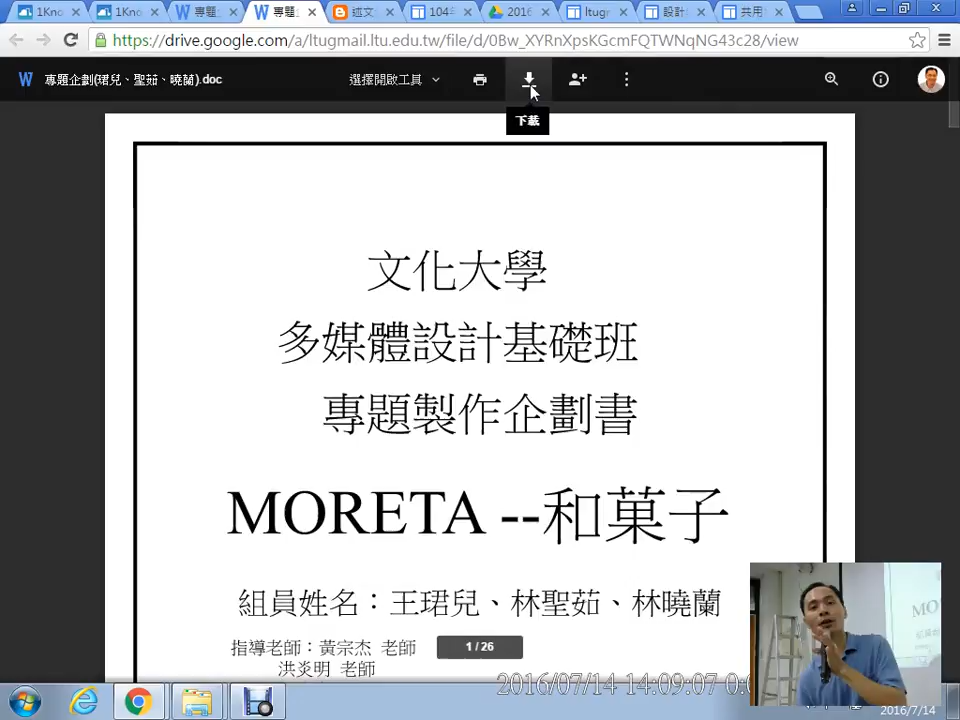 1Kno
1Kno
專題
專題
述文
104
2016
ltugr
設計
共用
https://drive.google.com/a/ltugmail.ltu.edu.tw/file/d/0Bw_XYRnXpsKGcmFQTWNqNG43c28/view
專題企劃(珺兒、聖茹、曉蘭).doc
選擇開啟工具
下載
文化大學
多媒體設計基礎班
專題製作企劃書
MORETA --和菓子
組員姓名：王珺兒、林聖茹、林曉蘭
指導老師：黃宗杰 老師
洪炎明 老師
1 / 26
2016/07/14 14:09:07
MO
2016/7/14